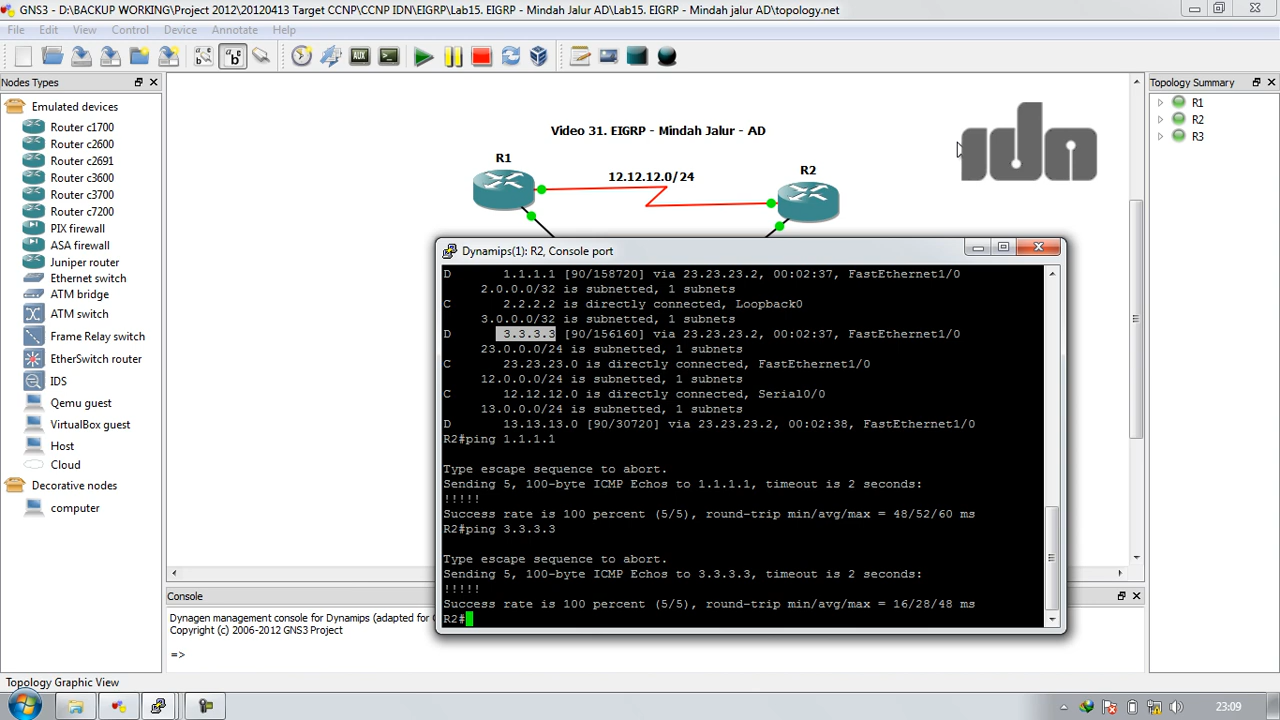 GNS3 - D:\BACKUP WORKING\Project 2012\20120413 Target CCNP\CCNP IDN\EIGRP\Lab15. EIGRP - Mindah Jalur AD\Lab15. EIGRP - Mindah jalur AD\topology.net
File Edit View Control Device Annotate Help
Nodes Types
Emulated devices
Router c1700
Router c2600
Router c2691
Router c3600
Router c3700
Router c7200
PIX firewall
ASA firewall
Juniper router
Ethernet switch
ATM bridge
ATM switch
Frame Relay switch
EtherSwitch router
IDS
Qemu guest
VirtualBox guest
Host
Cloud
Decorative nodes
computer
Video 31. EIGRP - Mindah Jalur - AD
R1
12.12.12.0/24
R2
idn
Topology Summary
R1
R2
R3
Dynamips(1): R2, Console port
D 1.1.1.1 [90/158720] via 23.23.23.2, 00:02:37, FastEthernet1/0
2.0.0.0/32 is subnetted, 1 subnets
C 2.2.2.2 is directly connected, Loopback0
3.0.0.0/32 is subnetted, 1 subnets
D 3.3.3.3 [90/156160] via 23.23.23.2, 00:02:37, FastEthernet1/0
23.0.0.0/24 is subnetted, 1 subnets
C 23.23.23.0 is directly connected, FastEthernet1/0
12.0.0.0/24 is subnetted, 1 subnets
C 12.12.12.0 is directly connected, Serial0/0
13.0.0.0/24 is subnetted, 1 subnets
D 13.13.13.0 [90/30720] via 23.23.23.2, 00:02:38, FastEthernet1/0
R2#ping 1.1.1.1
Type escape sequence to abort.
Sending 5, 100-byte ICMP Echos to 1.1.1.1, timeout is 2 seconds:
!!!!!
Success rate is 100 percent (5/5), round-trip min/avg/max = 48/52/60 ms
R2#ping 3.3.3.3
Type escape sequence to abort.
Sending 5, 100-byte ICMP Echos to 3.3.3.3, timeout is 2 seconds:
!!!!!
Success rate is 100 percent (5/5), round-trip min/avg/max = 16/28/48 ms
R2#
Console
Dynagen management console for Dynamips (adapted for
Copyright (c) 2006-2012 GNS3 Project
=>
Topology Graphic View
23:09